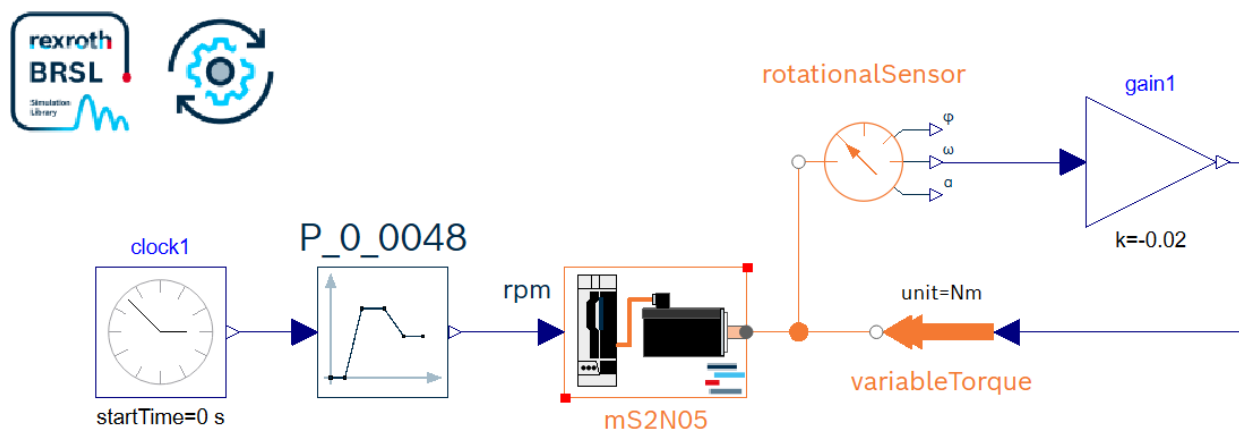 rexroth
BRSL
Simulation
Library
rotationalSensor
gain1
φ
ω
α
k=-0.02
clock1
P_0_0048
rpm
unit=Nm
startTime=0 s
mS2N05
variableTorque